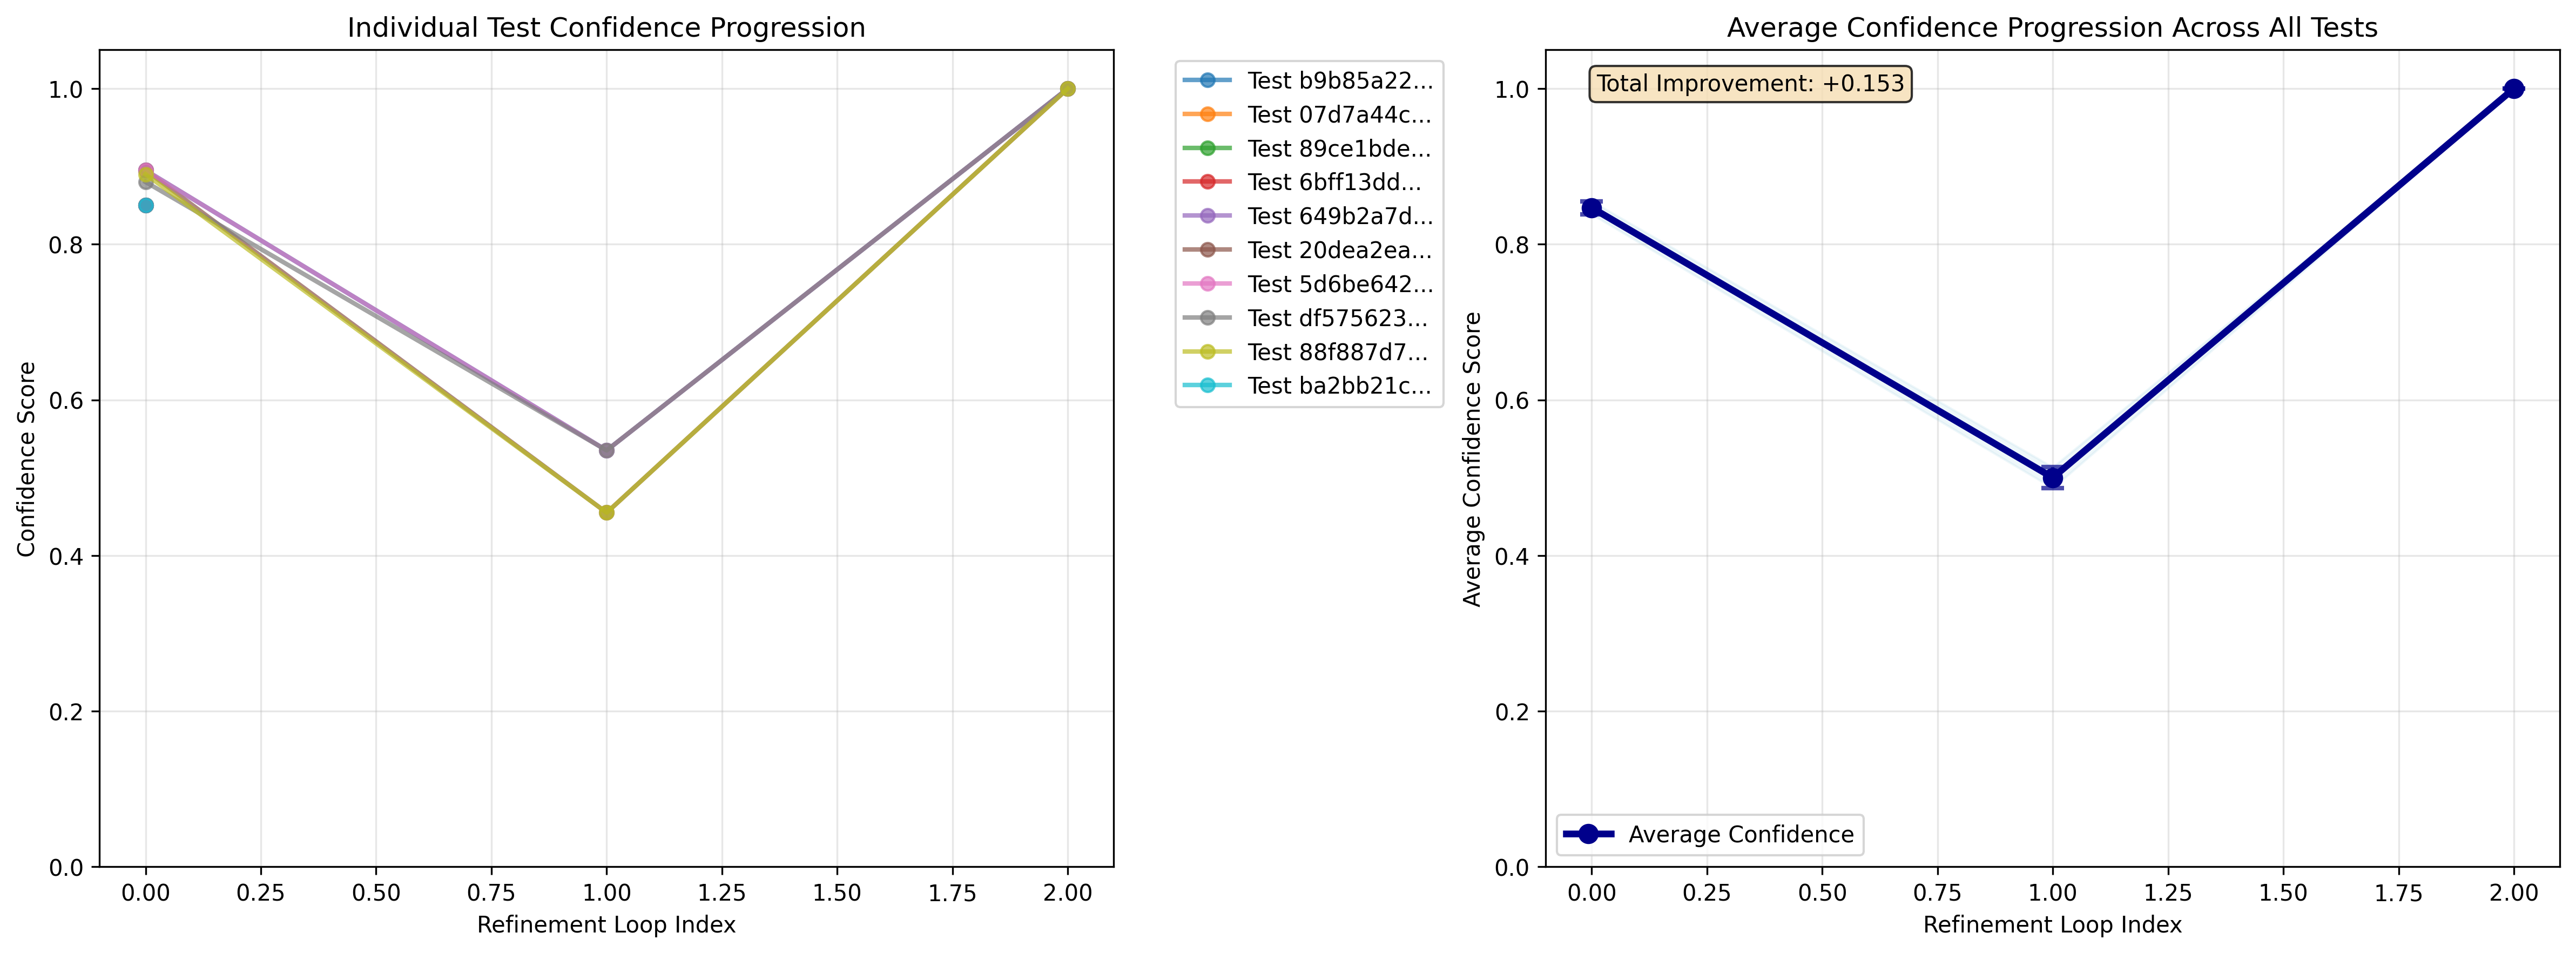 Individual Test Confidence Progression
Confidence Score
1.0
0.8
0.6
0.4
0.2
0.0
0.00 0.25 0.50 0.75 1.00 1.25 1.50 1.75 2.00
Refinement Loop Index
Test b9b85a22...
Test 07d7a44c...
Test 89ce1bde...
Test 6bff13dd...
Test 649b2a7d...
Test 20dea2ea...
Test 5d6be642...
Test df575623...
Test 88f887d7...
Test ba2bb21c...
Average Confidence Progression Across All Tests
Average Confidence Score
1.0
0.8
0.6
0.4
0.2
0.0
Total Improvement: +0.153
Average Confidence
0.00 0.25 0.50 0.75 1.00 1.25 1.50 1.75 2.00
Refinement Loop Index